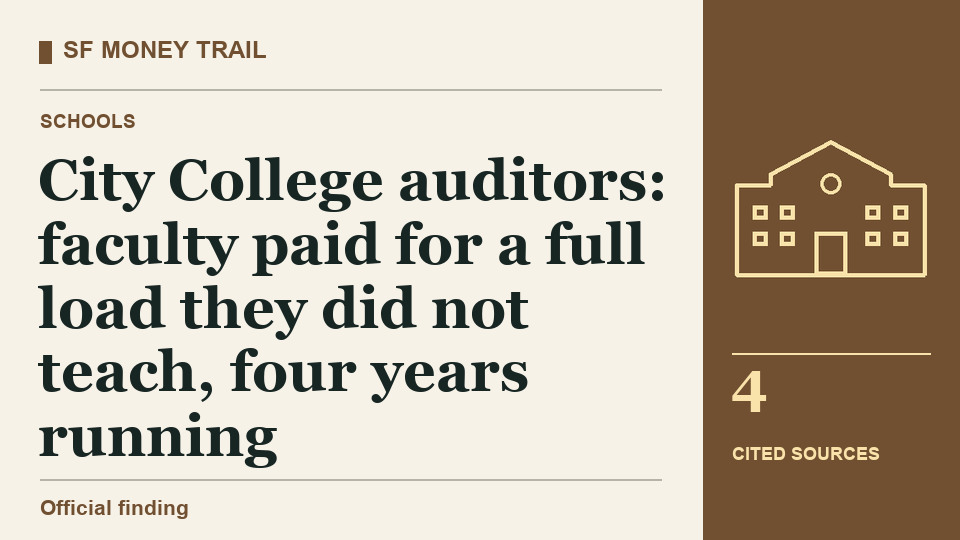 SF MONEY TRAIL
SCHOOLS
City College auditors:
faculty paid for a full
load they did not
teach, four years
running
Official finding
4
CITED SOURCES